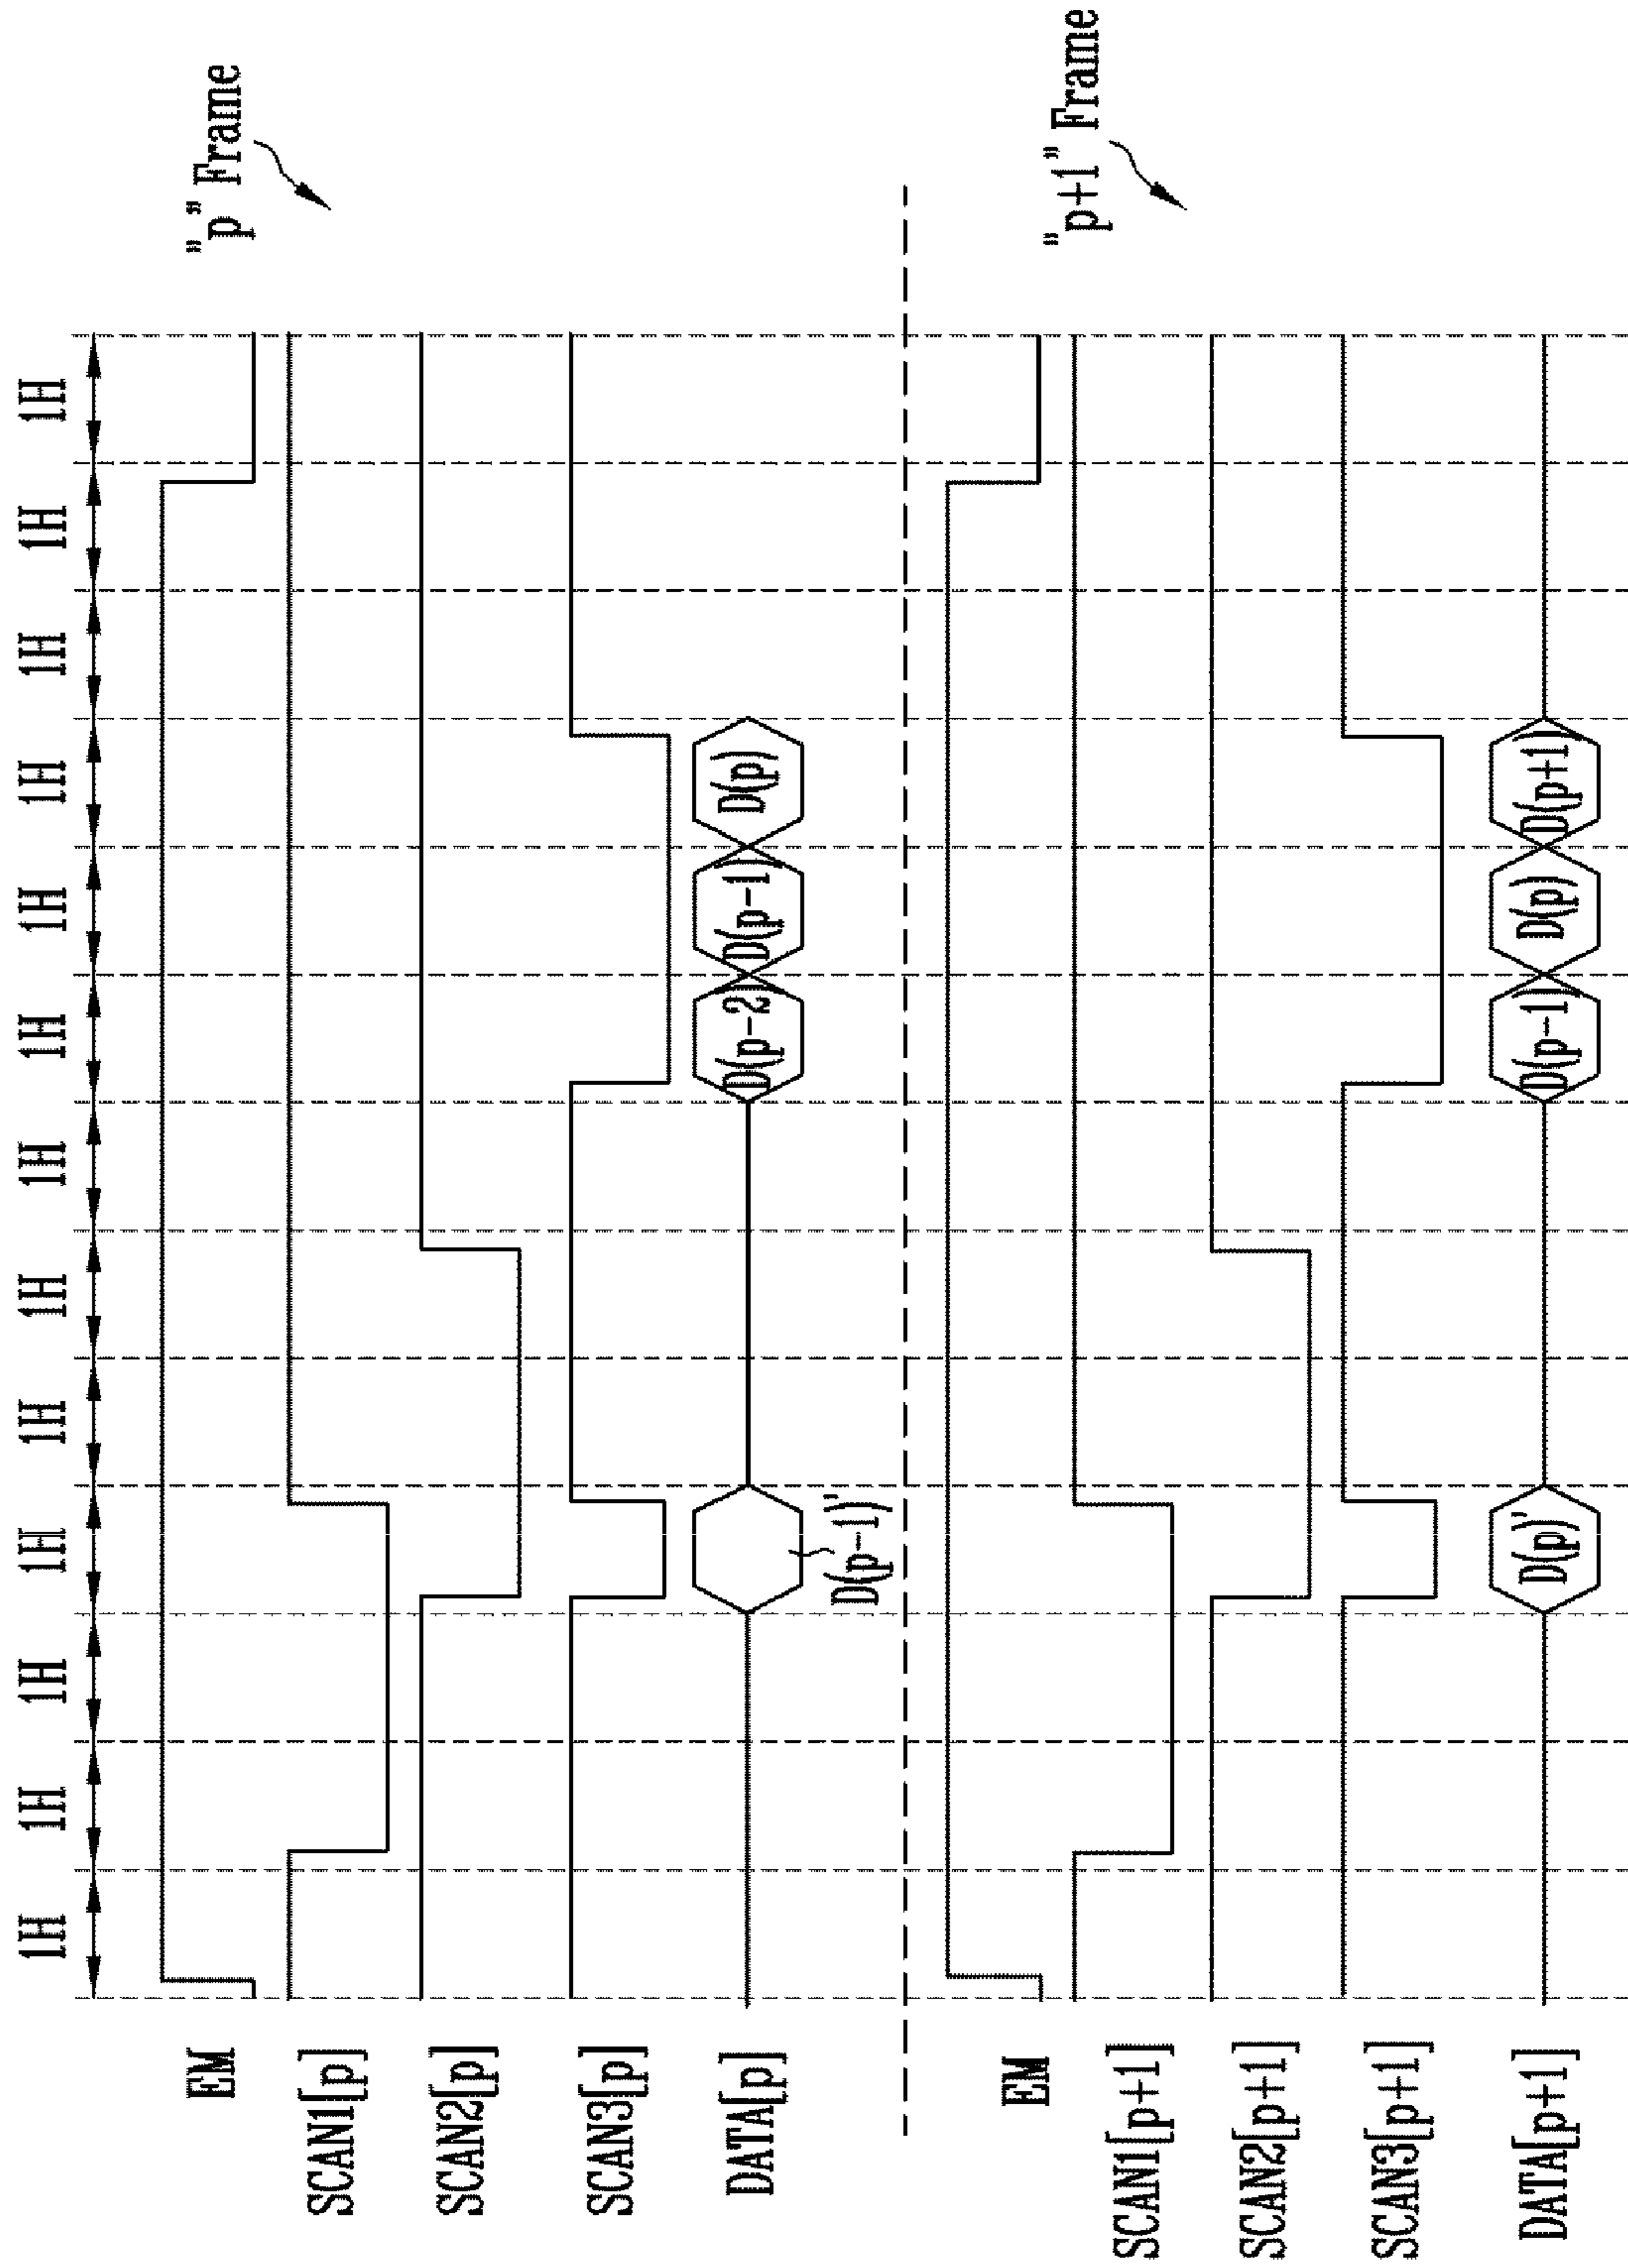 1H 1H 1H 1H 1H 1H 1H 1H 1H 1H 1H 1H 1H
"p" Frame
EM
SCAN1[p]
SCAN2[p]
SCAN3[p]
DATA[p] D(p-2) D(p-1) D(p)
D(p-1)'
"p+1" Frame
EM
SCAN1[p+1]
SCAN2[p+1]
SCAN3[p+1]
DATA[p+1] D(p)' D(p-1) D(p) D(p+1)